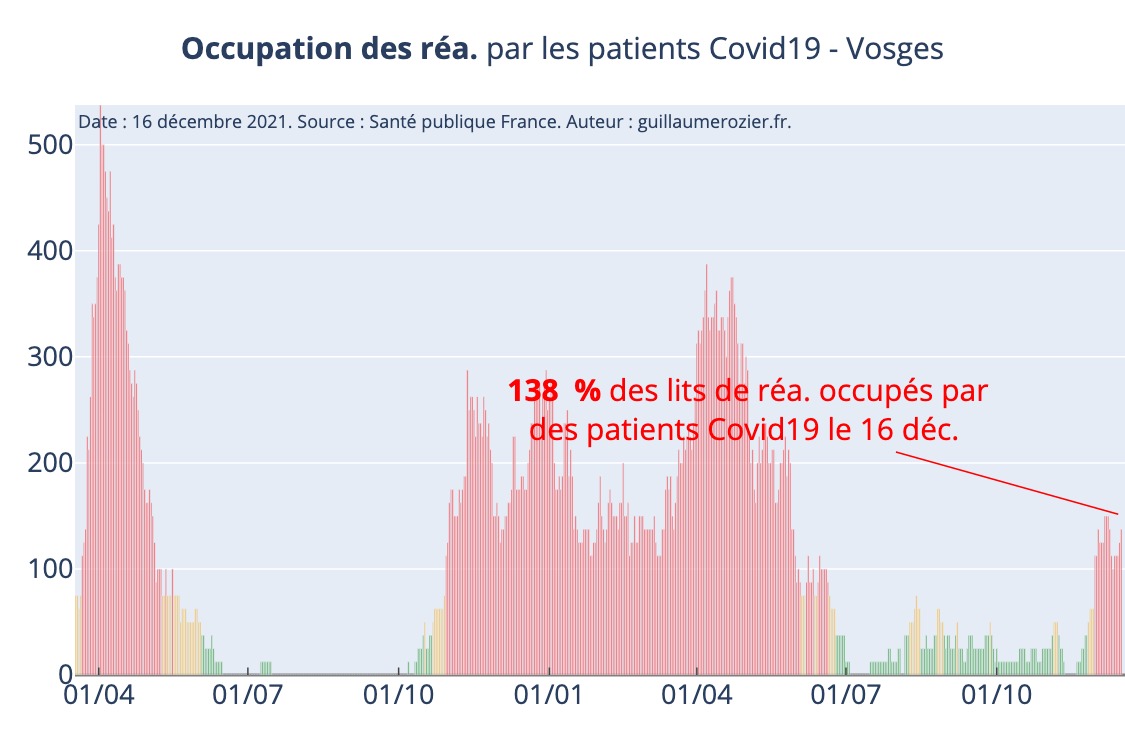 Occupation des réa. par les patients Covid19 - Vosges
Date : 16 décembre 2021. Source : Santé publique France. Auteur : guillaumerozier.fr.
500
400
300
138 % des lits de réa. occupés par
des patients Covid19 le 16 déc.
200
100
0
01/04 01/07 01/10 01/01 01/04 01/07 01/10